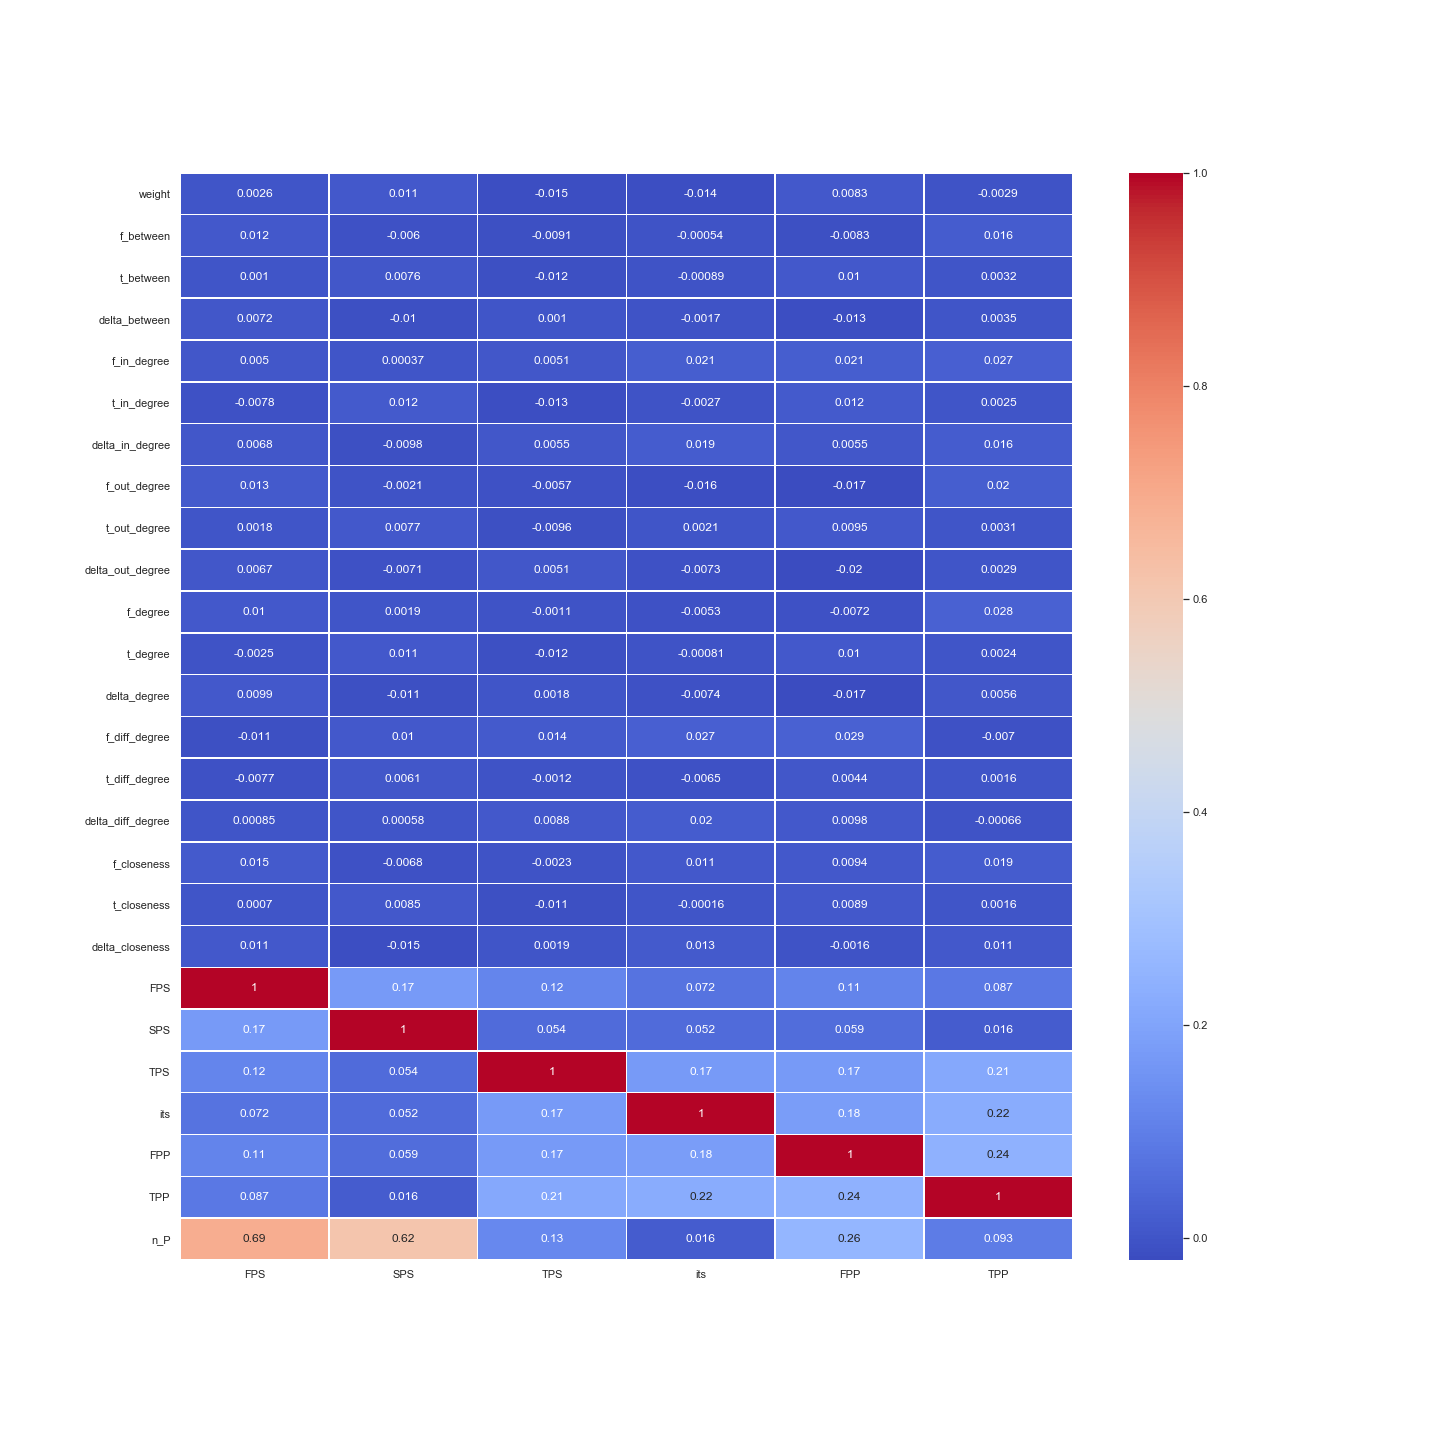 weight 0.0026 0.011 -0.015 -0.014 0.0083 -0.0029
f_between 0.012 -0.006 -0.0091 -0.00054 -0.0083 0.016
t_between 0.001 0.0076 -0.012 -0.00089 0.01 0.0032
delta_between 0.0072 -0.01 0.001 -0.0017 -0.013 0.0035
f_in_degree 0.005 0.00037 0.0051 0.021 0.021 0.027
t_in_degree -0.0078 0.012 -0.013 -0.0027 0.012 0.0025
delta_in_degree 0.0068 -0.0098 0.0055 0.019 0.0055 0.016
f_out_degree 0.013 -0.0021 -0.0057 -0.016 -0.017 0.02
t_out_degree 0.0018 0.0077 -0.0096 0.0021 0.0095 0.0031
delta_out_degree 0.0067 -0.0071 0.0051 -0.0073 -0.02 0.0029
f_degree 0.01 0.0019 -0.0011 -0.0053 -0.0072 0.028
t_degree -0.0025 0.011 -0.012 -0.00081 0.01 0.0024
delta_degree 0.0099 -0.011 0.0018 -0.0074 -0.017 0.0056
f_diff_degree -0.011 0.01 0.014 0.027 0.029 -0.007
t_diff_degree -0.0077 0.0061 -0.0012 -0.0065 0.0044 0.0016
delta_diff_degree 0.00085 0.00058 0.0088 0.02 0.0098 -0.00066
f_closeness 0.015 -0.0068 -0.0023 0.011 0.0094 0.019
t_closeness 0.0007 0.0085 -0.011 -0.00016 0.0089 0.0016
delta_closeness 0.011 -0.015 0.0019 0.013 -0.0016 0.011
FPS 1 0.17 0.12 0.072 0.11 0.087
SPS 0.17 1 0.054 0.052 0.059 0.016
TPS 0.12 0.054 1 0.17 0.17 0.21
its 0.072 0.052 0.17 1 0.18 0.22
FPP 0.11 0.059 0.17 0.18 1 0.24
TPP 0.087 0.016 0.21 0.22 0.24 1
n_P 0.69 0.62 0.13 0.016 0.26 0.093
FPS SPS TPS its FPP TPP
1.0
0.8
0.6
0.4
0.2
0.0